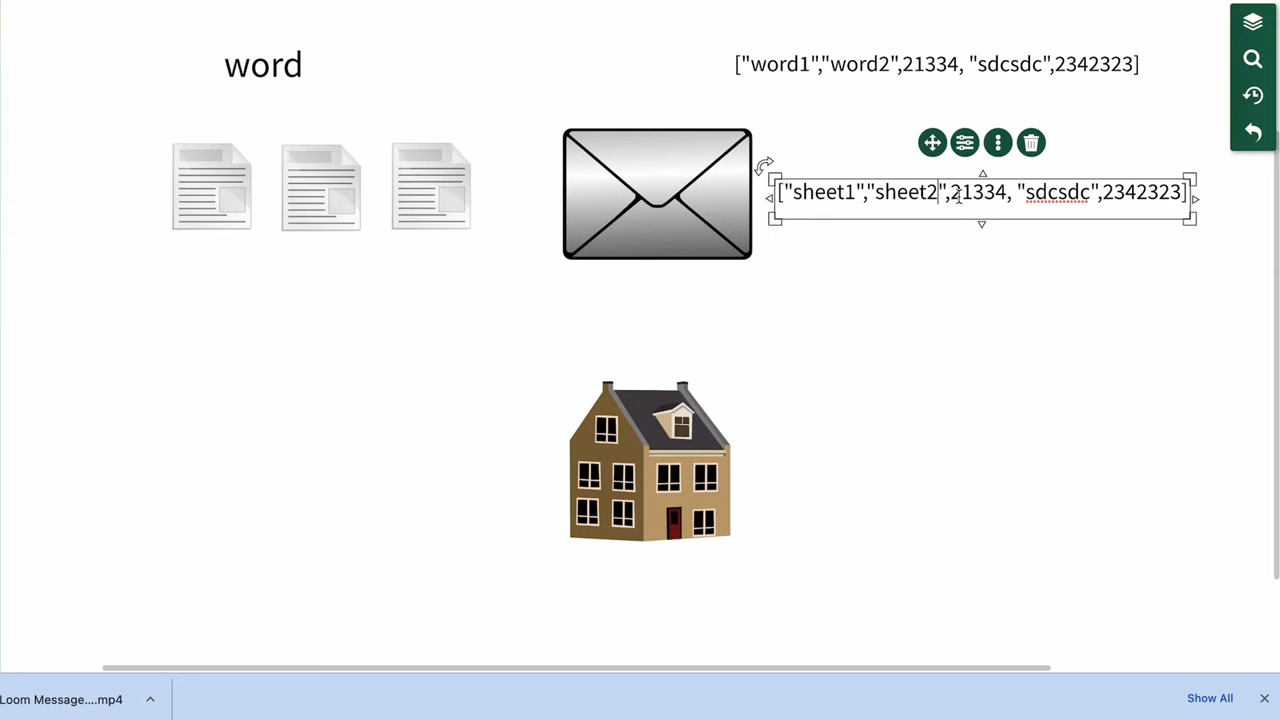 word
["word1","word2",21334, "sdcsdc",2342323]
["sheet1","sheet2",21334, "sdcsdc",2342323]
Loom Message....mp4
Show All